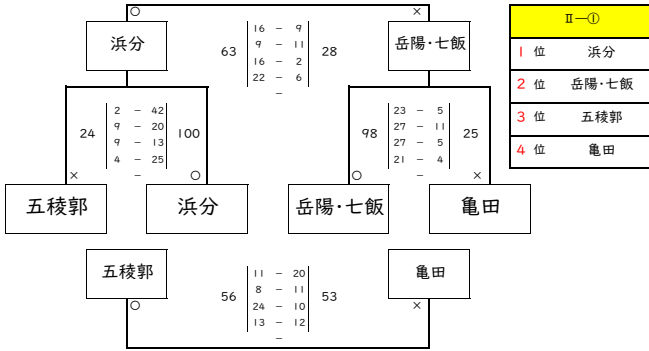 ○ ×
浜分 岳陽・七飯
63 28
16 － 9
9 － 11
16 － 2
22 － 6
－
Ⅱ―①
1 位 浜分
2 位 岳陽・七飯
3 位 五稜郭
4 位 亀田
24 100
2 － 42
9 － 20
9 － 13
4 － 25
－
× ○
98 25
23 － 5
27 － 11
27 － 5
21 － 4
－
○ ×
五稜郭 浜分 岳陽・七飯 亀田
五稜郭 亀田
56 53
11 － 20
8 － 11
24 － 10
13 － 12
－
○ ×